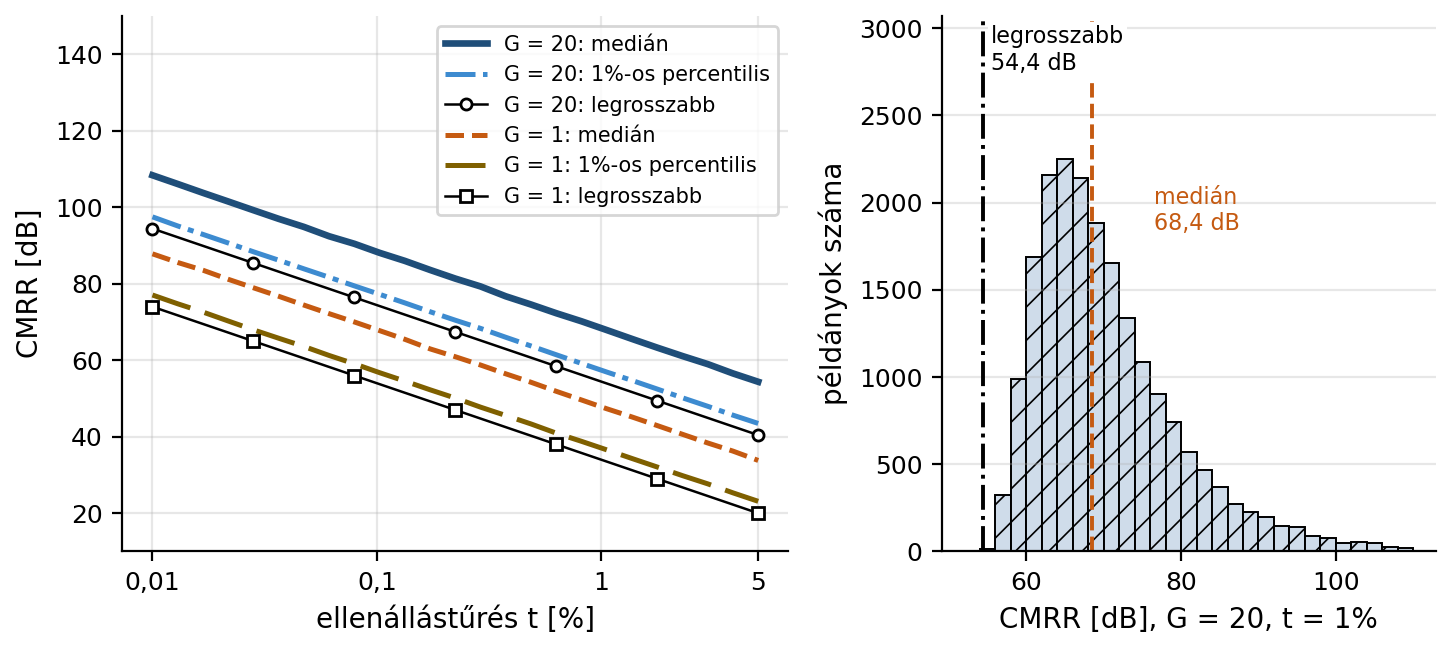 140
120
100
80
60
40
20
CMRR [dB]
0,01
0,1
1
5
ellenállástűrés t [%]
G = 20: medián
G = 20: 1%-os percentilis
G = 20: legrosszabb
G = 1: medián
G = 1: 1%-os percentilis
G = 1: legrosszabb
3000
2500
2000
1500
1000
500
0
példányok száma
legrosszabb
54,4 dB
medián
68,4 dB
60
80
100
CMRR [dB], G = 20, t = 1%